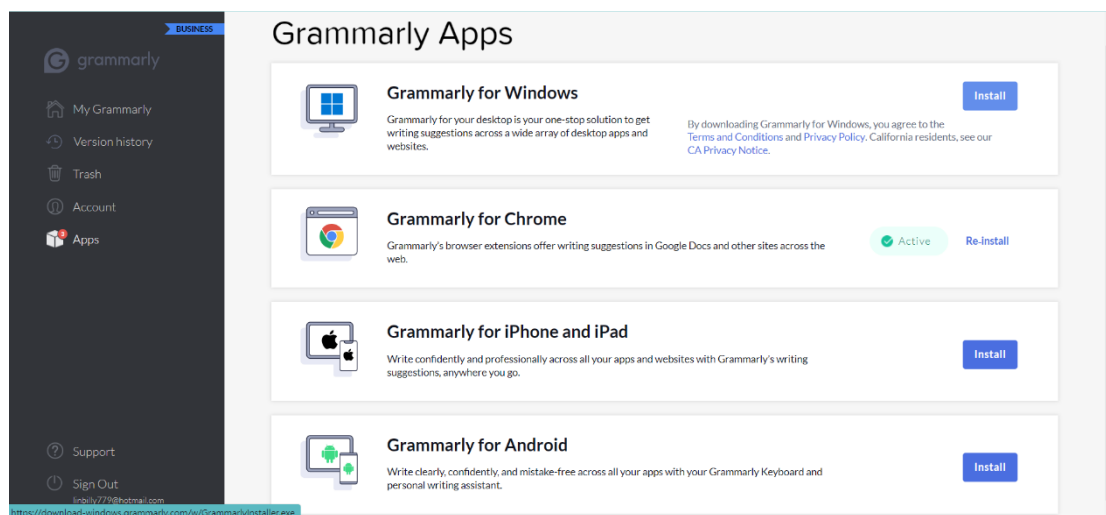 BUSINESS
grammarly
My Grammarly
Version history
Trash
Account
3
Apps
Support
Sign Out
linbilly779@hotmail.com
https://download-windows.grammarly.com/w/GrammarlyInstaller.exe
Grammarly Apps
Grammarly for Windows
Grammarly for your desktop is your one-stop solution to get
writing suggestions across a wide array of desktop apps and
websites.
Install
By downloading Grammarly for Windows, you agree to the
Terms and Conditions and Privacy Policy. California residents, see our
CA Privacy Notice.
Grammarly for Chrome
Grammarly's browser extensions offer writing suggestions in Google Docs and other sites across the
web.
Active
Re-install
Grammarly for iPhone and iPad
Write confidently and professionally across all your apps and websites with Grammarly's writing
suggestions, anywhere you go.
Install
Grammarly for Android
Write clearly, confidently, and mistake-free across all your apps with your Grammarly Keyboard and
personal writing assistant.
Install